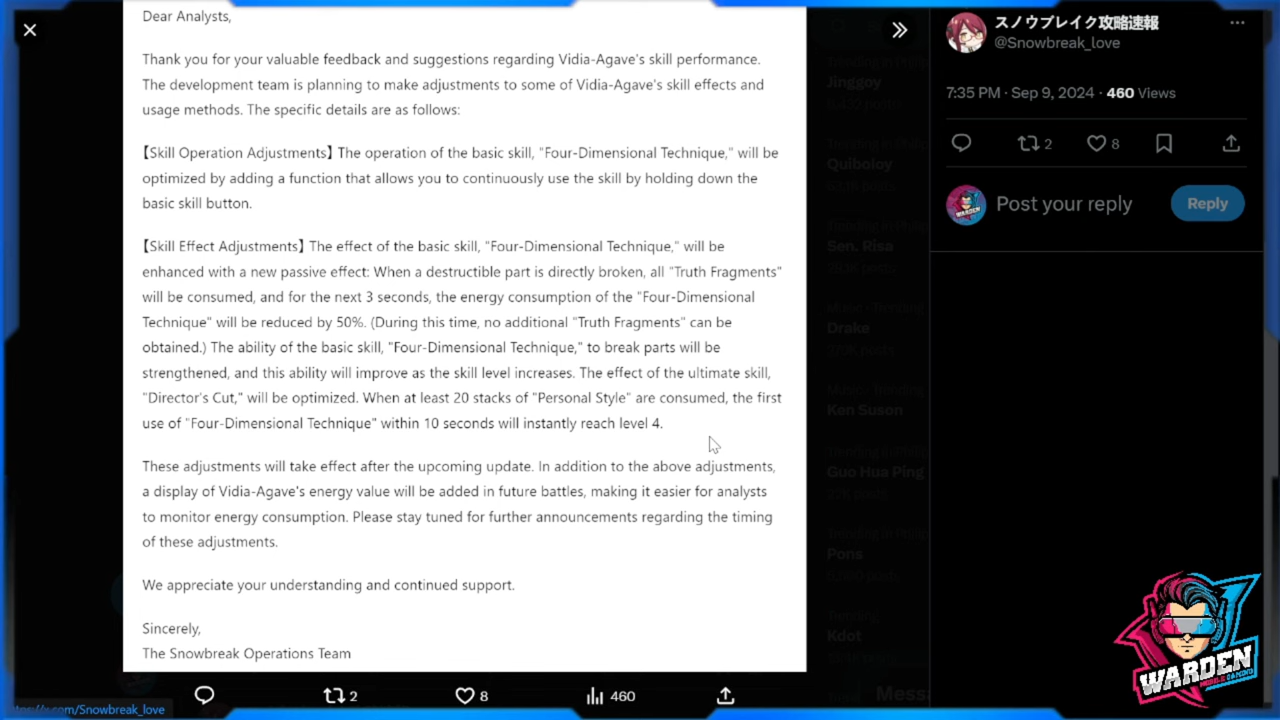 Dear Analysts,
Thank you for your valuable feedback and suggestions regarding Vidia-Agave's skill performance.
The development team is planning to make adjustments to some of Vidia-Agave's skill effects and
usage methods. The specific details are as follows:
【Skill Operation Adjustments】 The operation of the basic skill, "Four-Dimensional Technique," will be
optimized by adding a function that allows you to continuously use the skill by holding down the
basic skill button.
【Skill Effect Adjustments】 The effect of the basic skill, "Four-Dimensional Technique," will be
enhanced with a new passive effect: When a destructible part is directly broken, all "Truth Fragments"
will be consumed, and for the next 3 seconds, the energy consumption of the "Four-Dimensional
Technique" will be reduced by 50%. (During this time, no additional "Truth Fragments" can be
obtained.) The ability of the basic skill, "Four-Dimensional Technique," to break parts will be
strengthened, and this ability will improve as the skill level increases. The effect of the ultimate skill,
"Director's Cut," will be optimized. When at least 20 stacks of "Personal Style" are consumed, the first
use of "Four-Dimensional Technique" within 10 seconds will instantly reach level 4.
These adjustments will take effect after the upcoming update. In addition to the above adjustments,
a display of Vidia-Agave's energy value will be added in future battles, making it easier for analysts
to monitor energy consumption. Please stay tuned for further announcements regarding the timing
of these adjustments.
We appreciate your understanding and continued support.
Sincerely,
The Snowbreak Operations Team
2
8
460
x.com/Snowbreak_love
Jinggoy
Quiboloy
Sen. Risa
Drake
Ken Suson
Guo Hua Ping
Pons
Kdot
Mess
スノウブレイク攻略速報
@Snowbreak_love
7:35 PM · Sep 9, 2024 · 460 Views
2
8
Post your reply
Reply
WARDEN
MOBILE GAMING